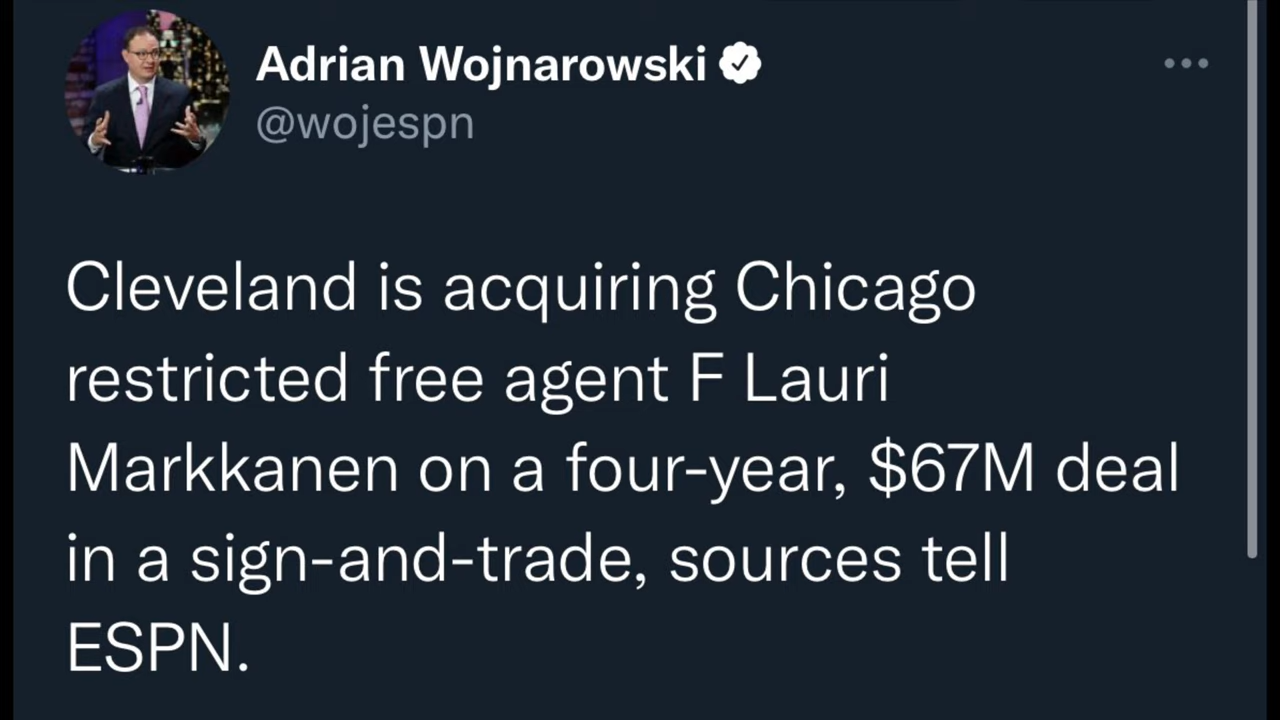 Adrian Wojnarowski
@wojespn
Cleveland is acquiring Chicago
restricted free agent F Lauri
Markkanen on a four-year, $67M deal
in a sign-and-trade, sources tell
ESPN.